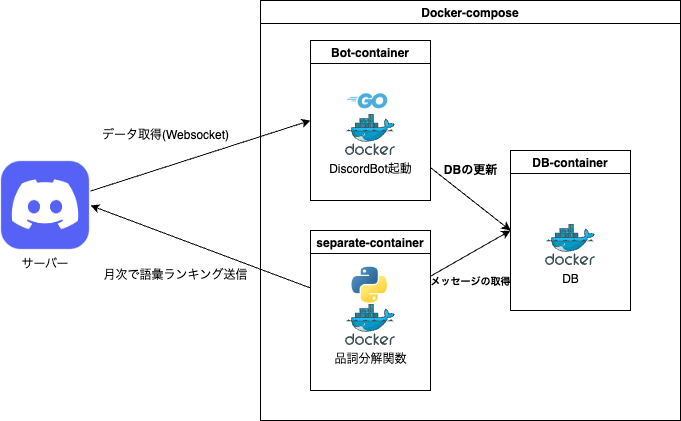 Docker-compose
Bot-container
GO
docker
DiscordBot起動
データ取得(Websocket)
DBの更新
DB-container
docker
DB
サーバー
separate-container
月次で語彙ランキング送信
メッセージの取得
docker
品詞分解関数